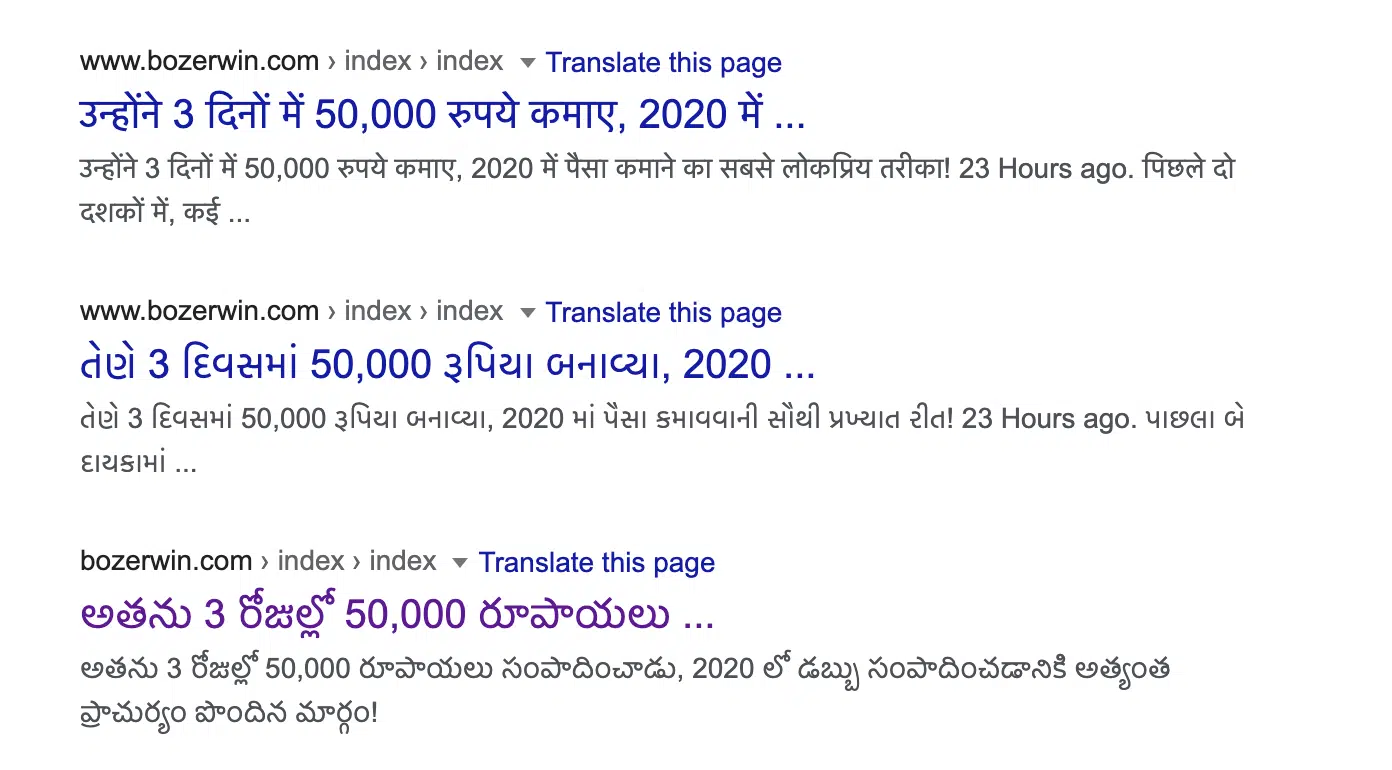 www.bozerwin.com › index › index ▼ Translate this page
उन्होंने 3 दिनों में 50,000 रुपये कमाए, 2020 में ...
उन्होंने 3 दिनों में 50,000 रुपये कमाए, 2020 में पैसा कमाने का सबसे लोकप्रिय तरीका! 23 Hours ago. पिछले दो
दशकों में, कई ...
www.bozerwin.com › index › index ▼ Translate this page
તેણે 3 દિવસમાં 50,000 રૂપિયા બનાવ્યા, 2020 ...
તેણે 3 દિવસમાં 50,000 રૂપિયા બનાવ્યા, 2020 માં પૈસા કમાવવાની સૌથી પ્રખ્યાત રીત! 23 Hours ago. પાછલા બે
દાયકામાં ...
bozerwin.com › index › index ▼ Translate this page
అతను 3 రోజుల్లో 50,000 రూపాయలు ...
అతను 3 రోజుల్లో 50,000 రూపాయలు సంపాదించాడు, 2020 లో డబ్బు సంపాదించడానికి అత్యంత
ప్రాచుర్యం పొందిన మార్గం!